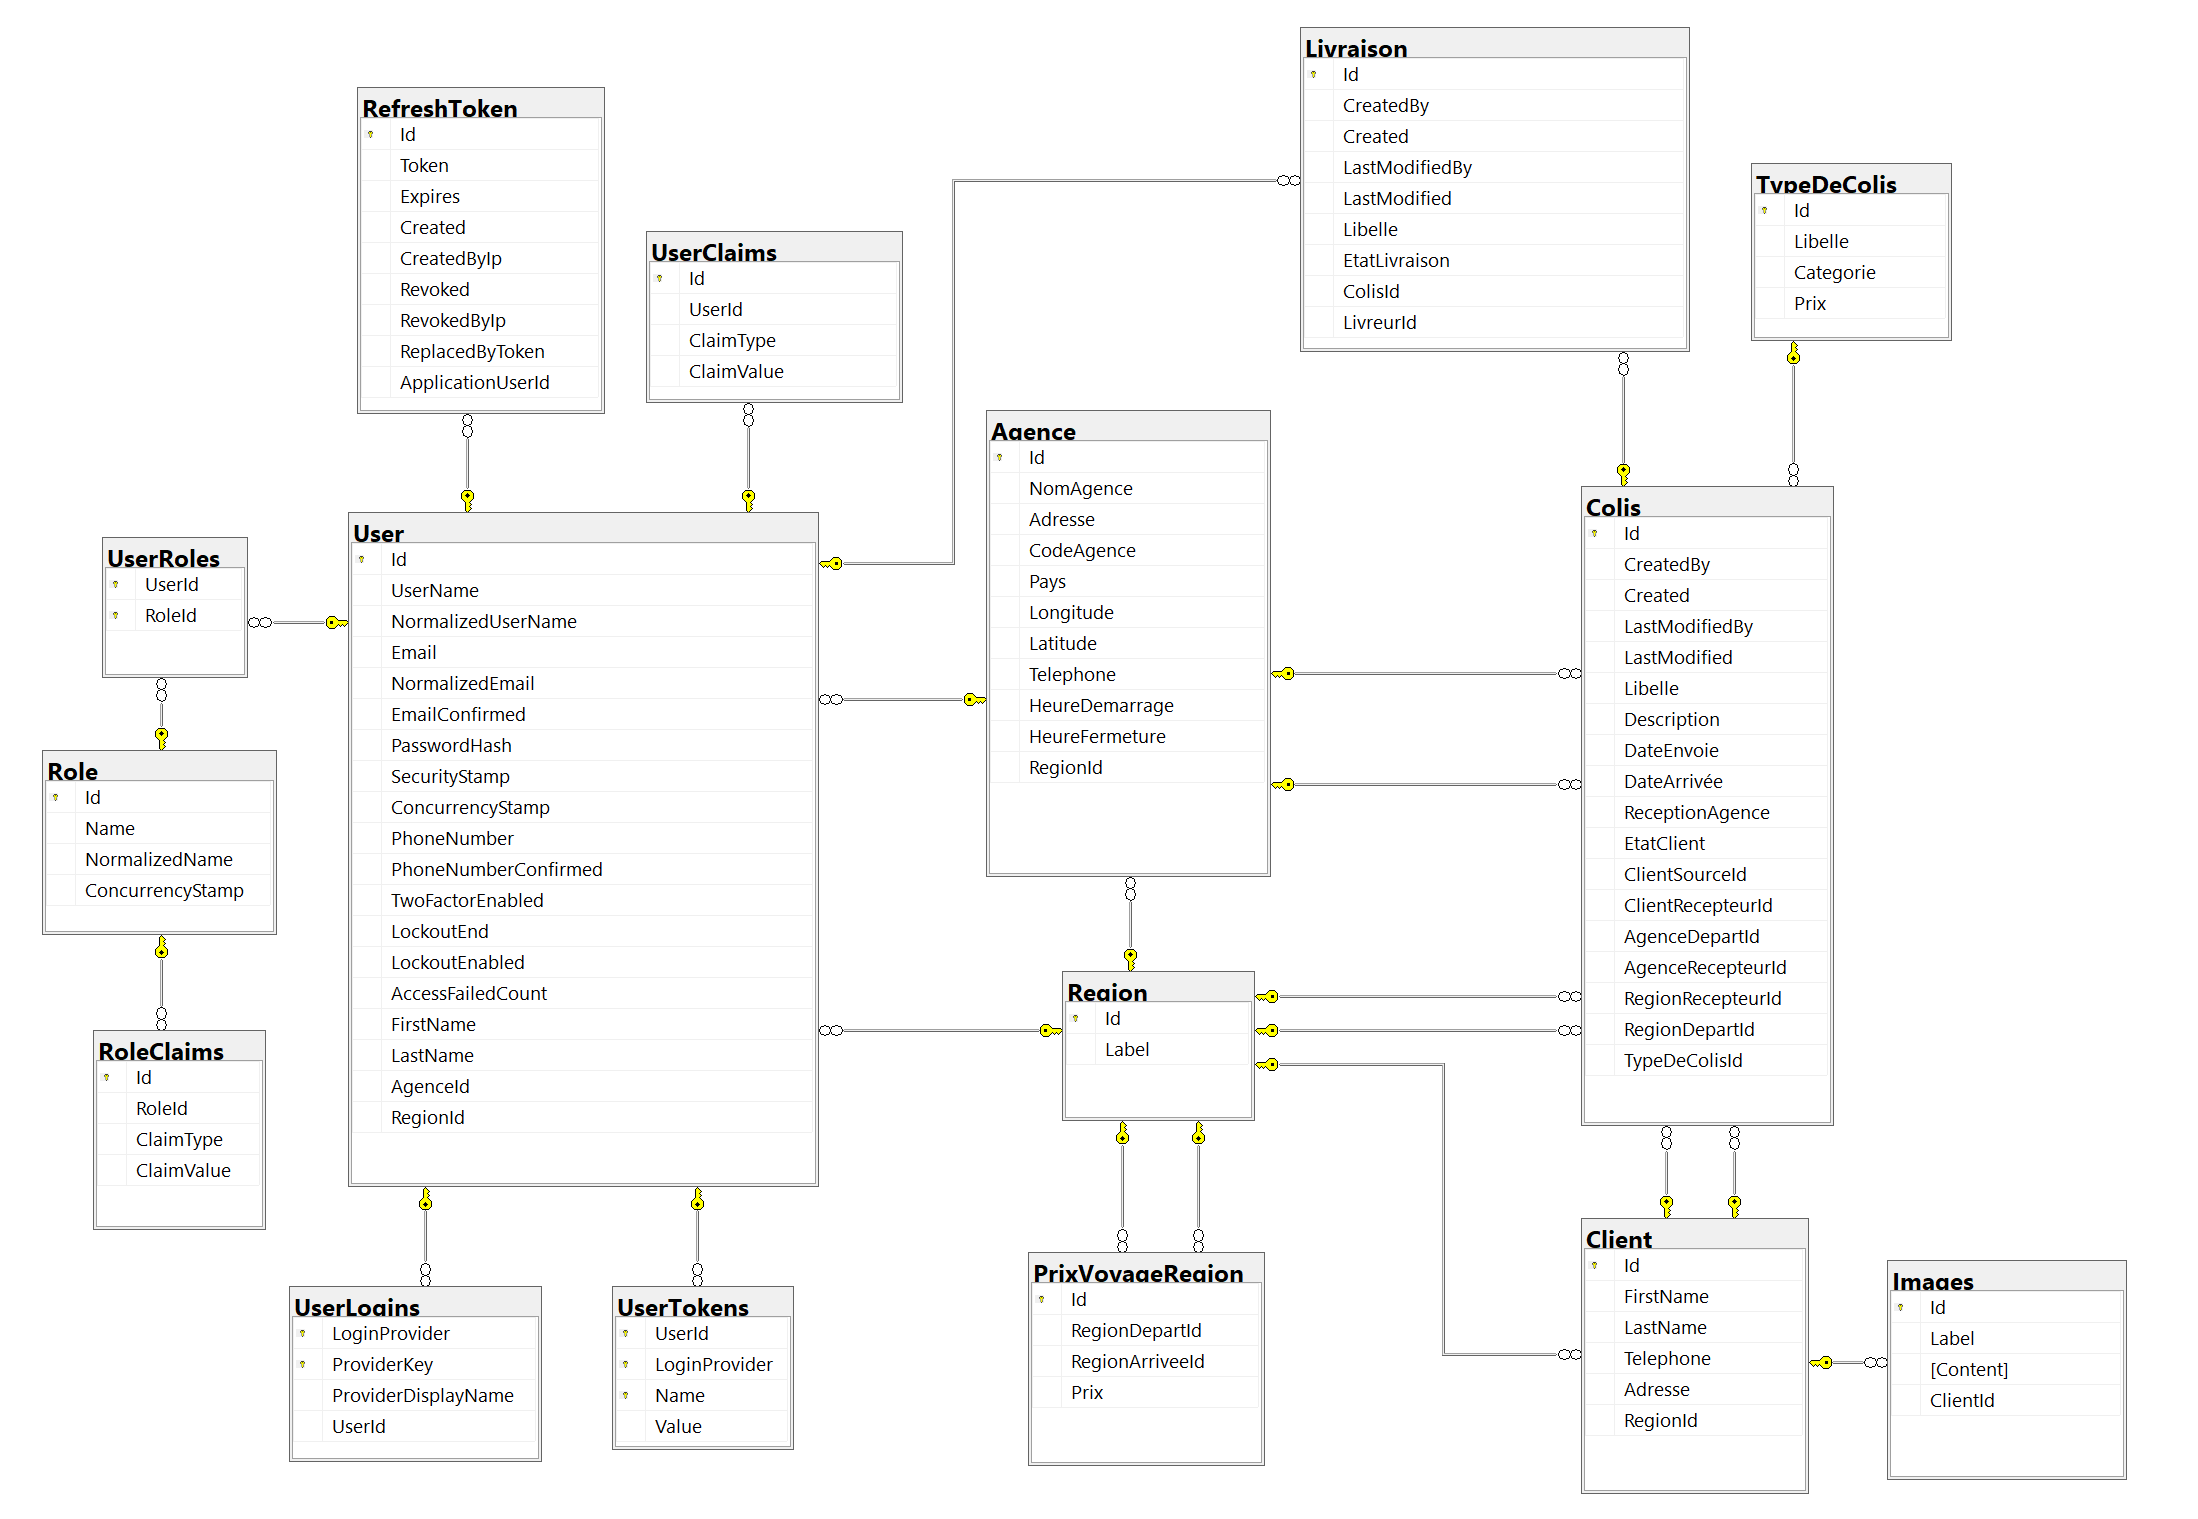 Livraison
Id
CreatedBy
Created
LastModifiedBy
LastModified
Libelle
EtatLivraison
ColisId
LivreurId
RefreshToken
Id
Token
Expires
Created
CreatedByIp
Revoked
RevokedByIp
ReplacedByToken
ApplicationUserId
TypeDeColis
Id
Libelle
Categorie
Prix
UserClaims
Id
UserId
ClaimType
ClaimValue
Agence
Id
NomAgence
Adresse
CodeAgence
Pays
Longitude
Latitude
Telephone
HeureDemarrage
HeureFermeture
RegionId
Colis
Id
CreatedBy
Created
LastModifiedBy
LastModified
Libelle
Description
DateEnvoie
DateArrivée
ReceptionAgence
EtatClient
ClientSourceId
ClientRecepteurId
AgenceDepartId
AgenceRecepteurId
RegionRecepteurId
RegionDepartId
TypeDeColisId
User
Id
UserName
NormalizedUserName
Email
NormalizedEmail
EmailConfirmed
PasswordHash
SecurityStamp
ConcurrencyStamp
PhoneNumber
PhoneNumberConfirmed
TwoFactorEnabled
LockoutEnd
LockoutEnabled
AccessFailedCount
FirstName
LastName
AgenceId
RegionId
UserRoles
UserId
RoleId
Role
Id
Name
NormalizedName
ConcurrencyStamp
Region
Id
Label
RoleClaims
Id
RoleId
ClaimType
ClaimValue
Client
Id
FirstName
LastName
Telephone
Adresse
RegionId
PrixVoyageRegion
Id
RegionDepartId
RegionArriveeId
Prix
Images
Id
Label
[Content]
ClientId
UserLogins
LoginProvider
ProviderKey
ProviderDisplayName
UserId
UserTokens
UserId
LoginProvider
Name
Value